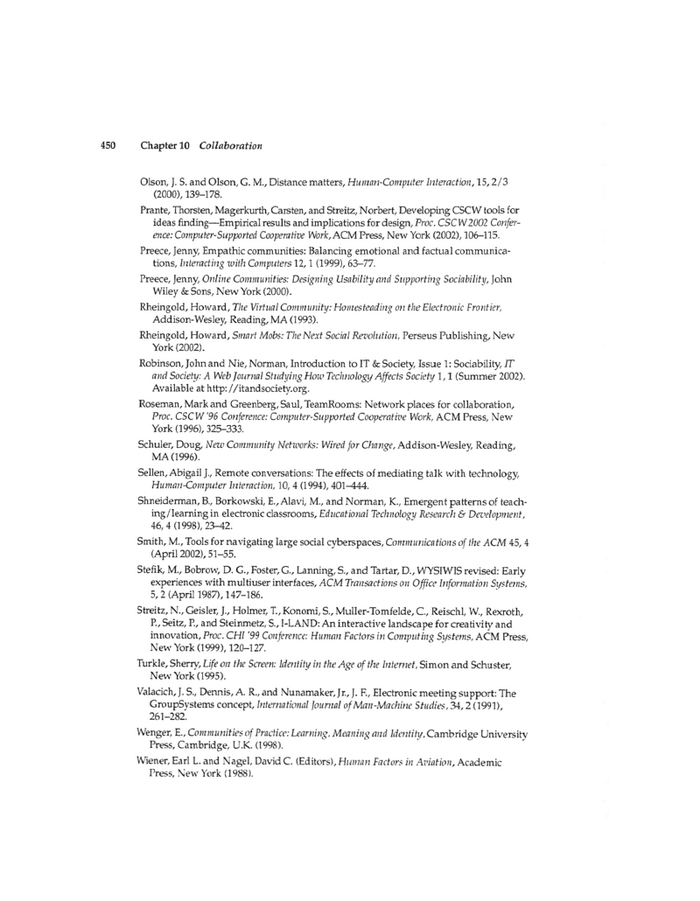 450 Chapter 10 Collaboration
Olson, J. S. and Olson, G. M., Distance matters, Human-Computer Interaction, 15, 2/3
(2000), 139–178.
Prante, Thorsten, Magerkurth, Carsten, and Streitz, Norbert, Developing CSCW tools for
ideas finding—Empirical results and implications for design, Proc. CSCW 2002 Confer-
ence: Computer-Supported Cooperative Work, ACM Press, New York (2002), 106–115.
Preece, Jenny, Empathic communities: Balancing emotional and factual communica-
tions, Interacting with Computers 12, 1 (1999), 63–77.
Preece, Jenny, Online Communities: Designing Usability and Supporting Sociability, John
Wiley & Sons, New York (2000).
Rheingold, Howard, The Virtual Community: Homesteading on the Electronic Frontier,
Addison-Wesley, Reading, MA (1993).
Rheingold, Howard, Smart Mobs: The Next Social Revolution, Perseus Publishing, New
York (2002).
Robinson, John and Nie, Norman, Introduction to IT & Society, Issue 1: Sociability, IT
and Society: A Web Journal Studying How Technology Affects Society 1, 1 (Summer 2002).
Available at http://itandsociety.org.
Roseman, Mark and Greenberg, Saul, TeamRooms: Network places for collaboration,
Proc. CSCW '96 Conference: Computer-Supported Cooperative Work, ACM Press, New
York (1996), 325–333.
Schuler, Doug, New Community Networks: Wired for Change, Addison-Wesley, Reading,
MA (1996).
Sellen, Abigail J., Remote conversations: The effects of mediating talk with technology,
Human-Computer Interaction, 10, 4 (1994), 401–444.
Shneiderman, B., Borkowski, E., Alavi, M., and Norman, K., Emergent patterns of teach-
ing/learning in electronic classrooms, Educational Technology Research & Development,
46, 4 (1998), 23–42.
Smith, M., Tools for navigating large social cyberspaces, Communications of the ACM 45, 4
(April 2002), 51–55.
Stefik, M., Bobrow, D. G., Foster, G., Lanning, S., and Tartar, D., WYSIWIS revised: Early
experiences with multiuser interfaces, ACM Transactions on Office Information Systems,
5, 2 (April 1987), 147–186.
Streitz, N., Geisler, J., Holmer, T., Konomi, S., Muller-Tomfelde, C., Reischl, W., Rexroth,
P., Seitz, P., and Steinmetz, S., I-LAND: An interactive landscape for creativity and
innovation, Proc. CHI '99 Conference: Human Factors in Computing Systems, ACM Press,
New York (1999), 120–127.
Turkle, Sherry, Life on the Screen: Identity in the Age of the Internet, Simon and Schuster,
New York (1995).
Valacich, J. S., Dennis, A. R., and Nunamaker, Jr., J. F., Electronic meeting support: The
GroupSystems concept, International Journal of Man-Machine Studies, 34, 2 (1991),
261–282.
Wenger, E., Communities of Practice: Learning, Meaning and Identity, Cambridge University
Press, Cambridge, U.K. (1998).
Wiener, Earl L. and Nagel, David C. (Editors), Human Factors in Aviation, Academic
Press, New York (1988).